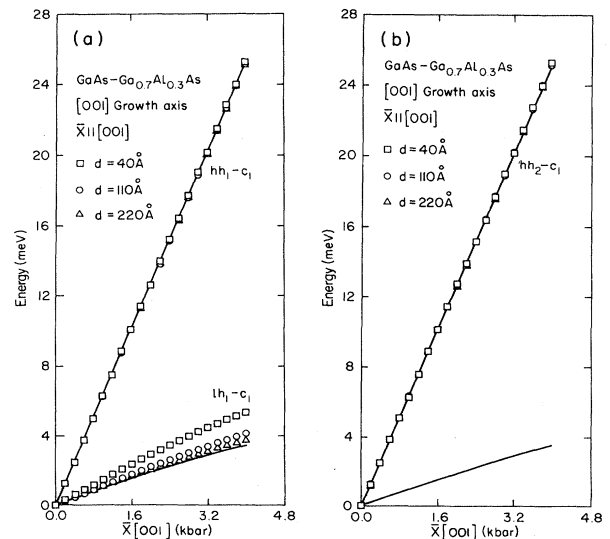 (a)
GaAs–Ga0.7Al0.3As
[001] Growth axis
X̄ || [001]
□ d = 40Å
○ d = 110Å
△ d = 220Å
hh1–c1
lh1–c1
Energy (meV)
28
24
20
16
12
8
4
0
0.0 1.6 3.2 4.8
X̄ [001] (kbar)
(b)
GaAs–Ga0.7Al0.3As
[001] Growth axis
X̄ || [001]
□ d = 40Å
○ d = 110Å
△ d = 220Å
hh2–c1
Energy (meV)
28
24
20
16
12
8
4
0
0.0 1.6 3.2 4.8
X̄ [001] (kbar)